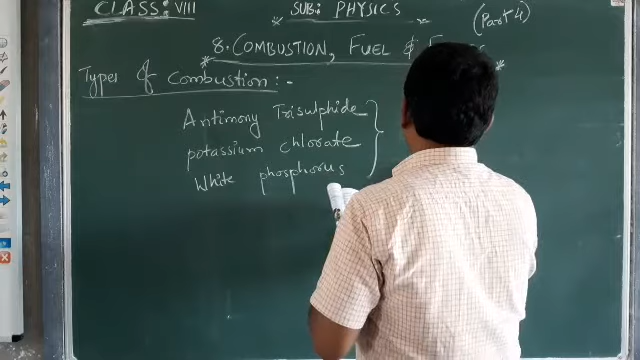 CLASS: VIII
SUB: PHYSICS
(Part 4)
8. COMBUSTION, FUEL &
Types of Combustion:-
Antimony Trisulphide
potassium chlorate
White phosphorus